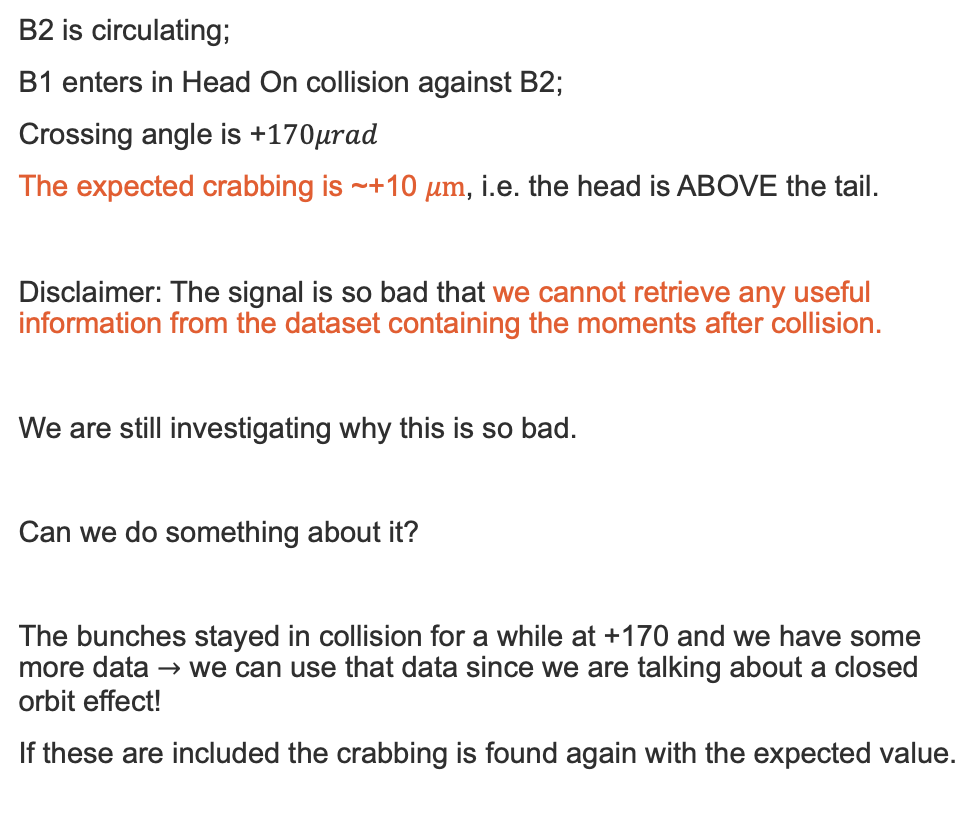 B2 is circulating;
B1 enters in Head On collision against B2;
Crossing angle is +170μrad
The expected crabbing is ~+10 μm, i.e. the head is ABOVE the tail.
Disclaimer: The signal is so bad that we cannot retrieve any useful
information from the dataset containing the moments after collision.
We are still investigating why this is so bad.
Can we do something about it?
The bunches stayed in collision for a while at +170 and we have some
more data → we can use that data since we are talking about a closed
orbit effect!
If these are included the crabbing is found again with the expected value.